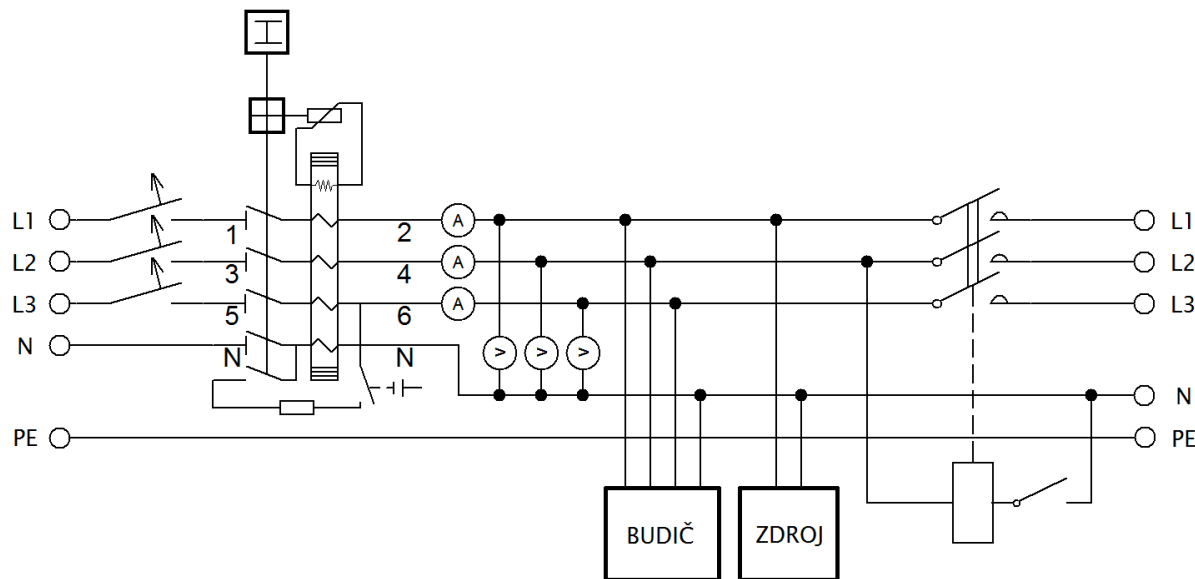 L1 1 2 A L1
L2 3 4 A L2
L3 5 6 A L3
N N N V V V N
PE PE
BUDIČ ZDROJ